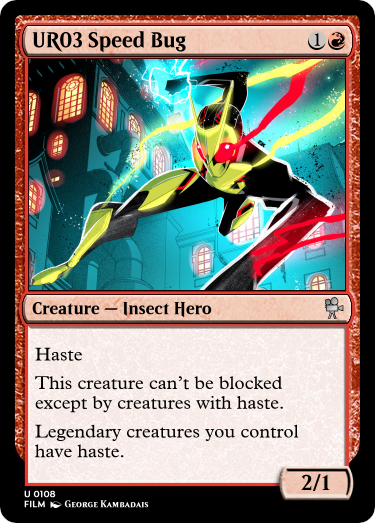 UR03 Speed Bug 1
Creature — Insect Hero
Haste
This creature can't be blocked
except by creatures with haste.
Legendary creatures you control
have haste.
2/1
U 0108
FILM George Kambadais